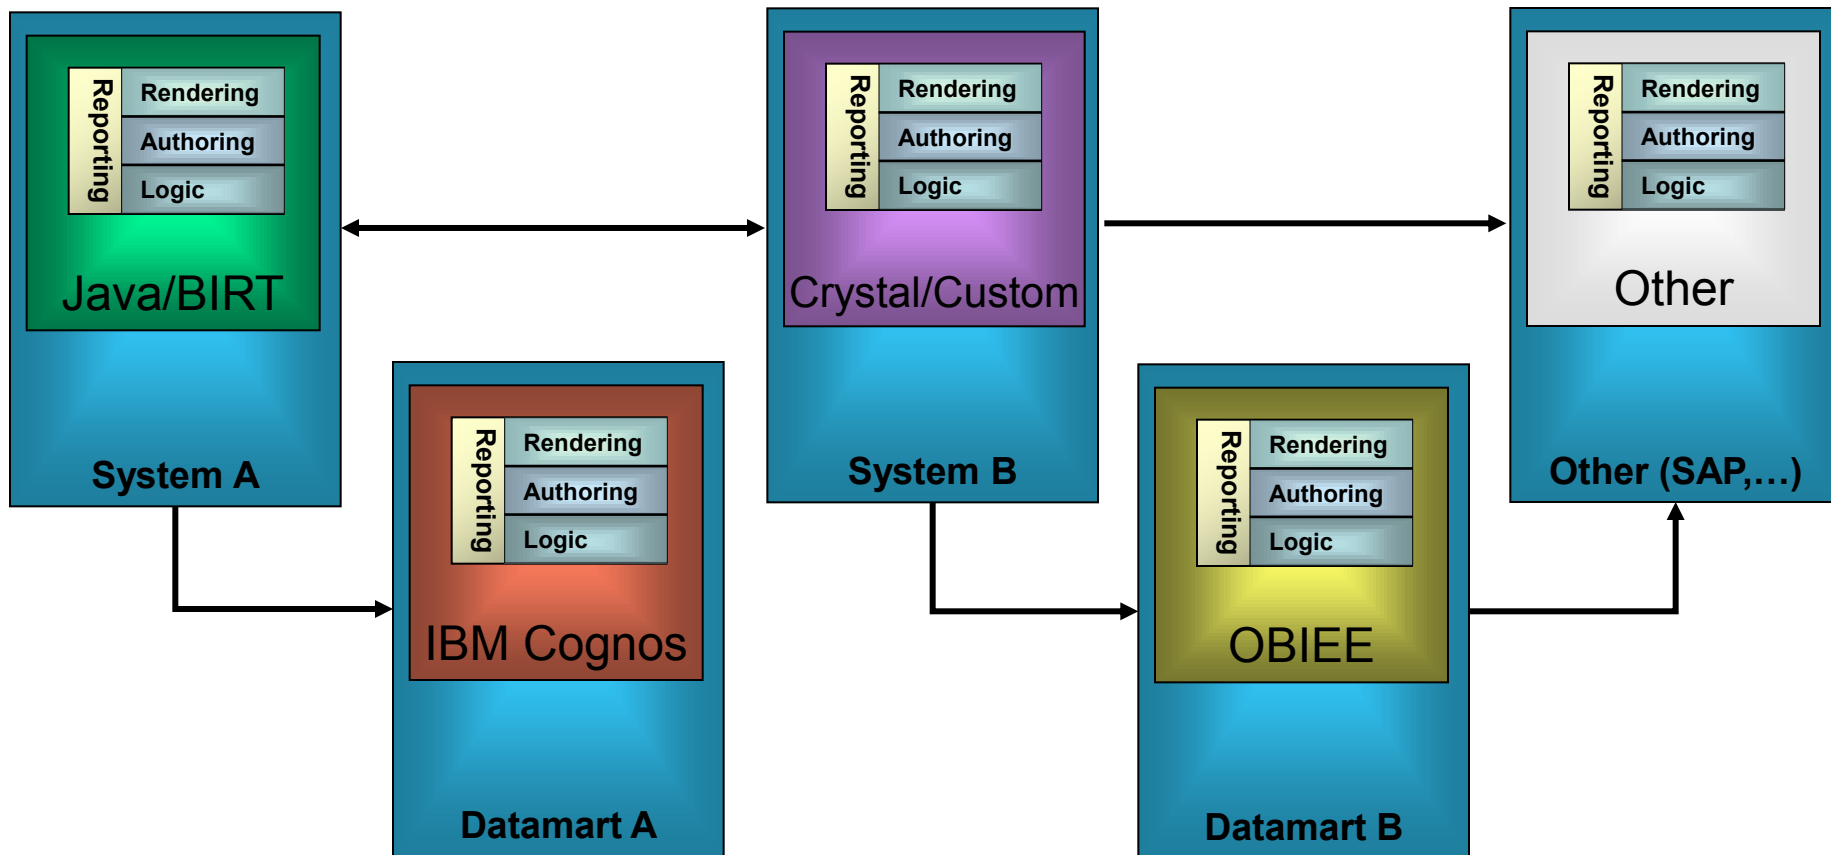 Reporting
Rendering
Authoring
Logic
Java/BIRT
System A
Reporting
Rendering
Authoring
Logic
Crystal/Custom
System B
Reporting
Rendering
Authoring
Logic
Other
Other (SAP,...)
Reporting
Rendering
Authoring
Logic
IBM Cognos
Datamart A
Reporting
Rendering
Authoring
Logic
OBIEE
Datamart B